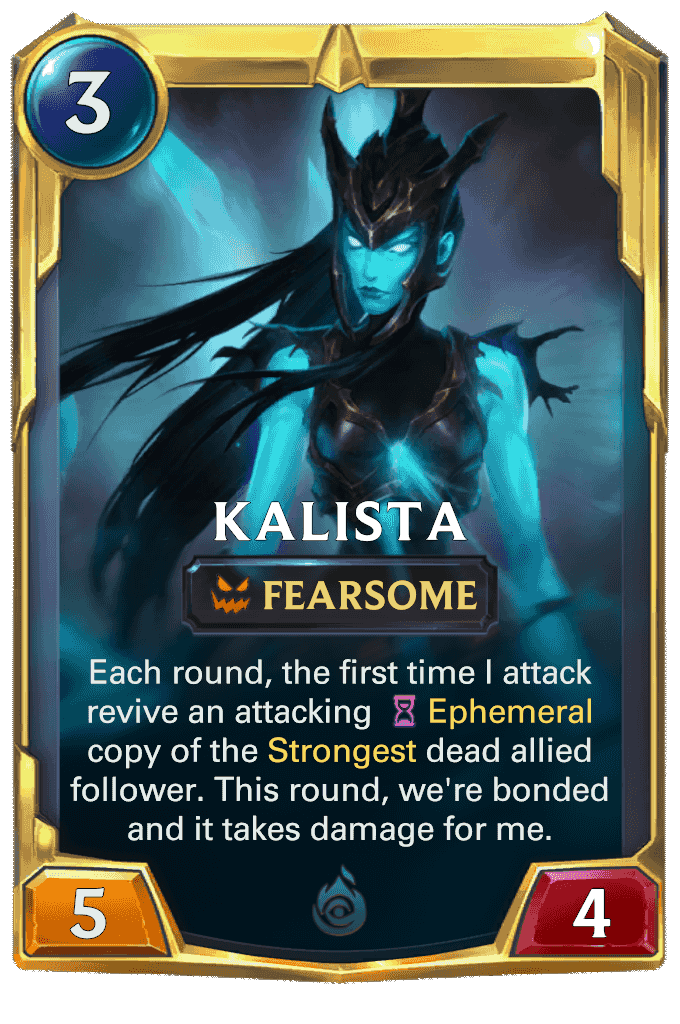 3
KALISTA
FEARSOME
Each round, the first time I attack
revive an attacking Ephemeral
copy of the Strongest dead allied
follower. This round, we're bonded
and it takes damage for me.
5
4